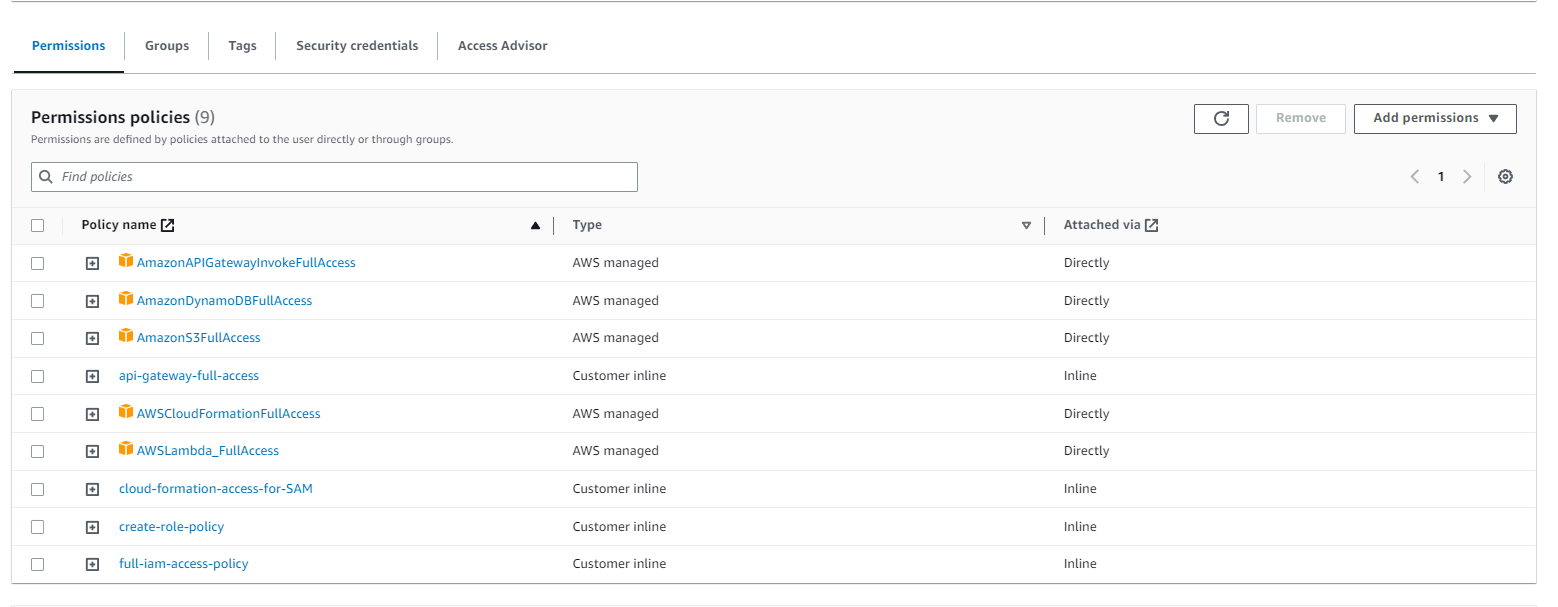 Permissions Groups Tags Security credentials Access Advisor
Permissions policies (9)
Remove
Add permissions
Permissions are defined by policies attached to the user directly or through groups.
Find policies
1
Policy name Type Attached via
AmazonAPIGatewayInvokeFullAccess AWS managed Directly
AmazonDynamoDBFullAccess AWS managed Directly
AmazonS3FullAccess AWS managed Directly
api-gateway-full-access Customer inline Inline
AWSCloudFormationFullAccess AWS managed Directly
AWSLambda_FullAccess AWS managed Directly
cloud-formation-access-for-SAM Customer inline Inline
create-role-policy Customer inline Inline
full-iam-access-policy Customer inline Inline